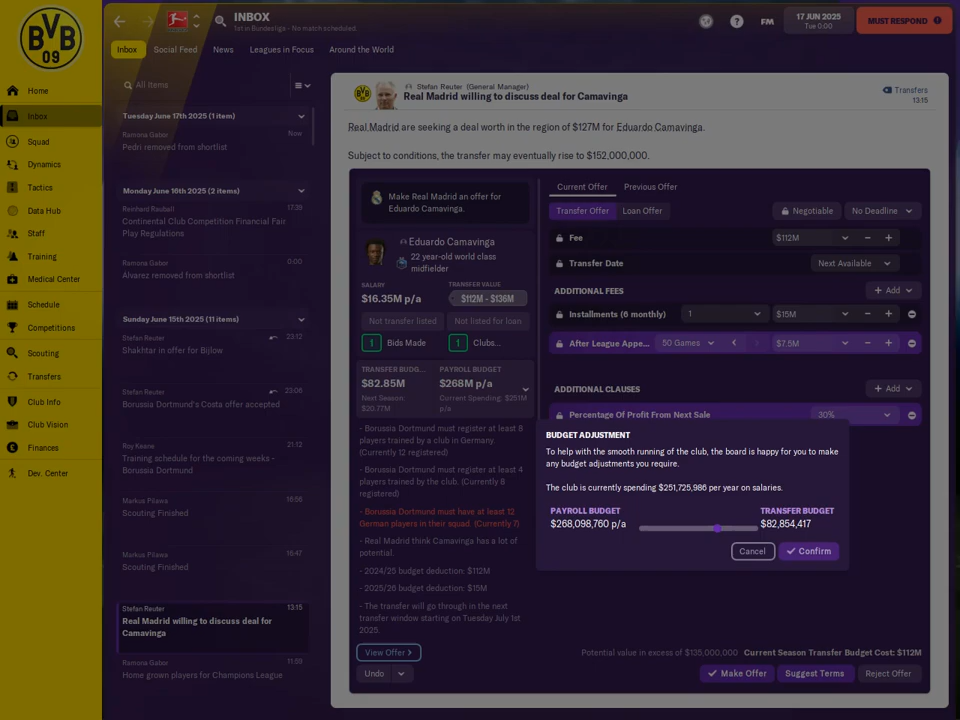 BVB
09
INBOX
1st in Bundesliga - No match scheduled.
FM
17 JUN 2025
Tue 0:00
MUST RESPOND
Inbox
Social Feed
News
Leagues in Focus
Around the World
Home
Inbox
Squad
Dynamics
Tactics
Data Hub
Staff
Training
Medical Center
Schedule
Competitions
Scouting
Transfers
Club Info
Club Vision
Finances
Dev. Center
All Items
Tuesday June 17th 2025 (1 item)
Ramona Gabor
Now
Pedri removed from shortlist
Monday June 16th 2025 (2 items)
Reinhard Rauball
17:39
Continental Club Competition Financial Fair
Play Regulations
Ramona Gabor
0:00
Alvarez removed from shortlist
Sunday June 15th 2025 (11 items)
Stefan Reuter
23:12
Shakhtar in offer for Bijlow
Stefan Reuter
23:06
Borussia Dortmund's Costa offer accepted
Roy Keane
21:12
Training schedule for the coming weeks -
Borussia Dortmund
Markus Pilawa
16:56
Scouting Finished
Markus Pilawa
16:47
Scouting Finished
Stefan Reuter
13:15
Real Madrid willing to discuss deal for
Camavinga
Ramona Gabor
11:59
Home grown players for Champions League
Stefan Reuter (General Manager)
Real Madrid willing to discuss deal for Camavinga
Transfers
13:15
Real Madrid are seeking a deal worth in the region of $127M for Eduardo Camavinga.
Subject to conditions, the transfer may eventually rise to $152,000,000.
Make Real Madrid an offer for
Eduardo Camavinga.
Eduardo Camavinga
22 year-old world class
midfielder
SALARY
$16.35M p/a
TRANSFER VALUE
$112M - $136M
Not transfer listed
Not listed for loan
1
Bids Made
1
Clubs...
TRANSFER BUDG...
$82.85M
Next Season:
$20.77M
PAYROLL BUDGET
$268M p/a
Current Spending: $251M
p/a
- Borussia Dortmund must register at least 8
players trained by a club in Germany.
(Currently 12 registered)
- Borussia Dortmund must register at least 4
players trained by the club. (Currently 8
registered)
- Borussia Dortmund must have at least 12
German players in their squad (Currently 7)
- Real Madrid think Camavinga has a lot of
potential.
- 2024/25 budget deduction: $112M
- 2025/26 budget deduction: $15M
- The transfer will go through in the next
transfer window starting on Tuesday July 1st
2025.
View Offer >
Undo
Current Offer
Previous Offer
Transfer Offer
Loan Offer
Negotiable
No Deadline
Fee
$112M
Transfer Date
Next Available
ADDITIONAL FEES
+ Add
Installments (6 monthly)
1
$15M
After League Appe...
50 Games
$7.5M
ADDITIONAL CLAUSES
+ Add
Percentage Of Profit From Next Sale
30%
BUDGET ADJUSTMENT
To help with the smooth running of the club, the board is happy for you to make
any budget adjustments you require.
The club is currently spending $251,725,986 per year on salaries.
PAYROLL BUDGET
$268,098,760 p/a
TRANSFER BUDGET
$82,854,417
Cancel
Confirm
Potential value in excess of $135,000,000
Current Season Transfer Budget Cost: $112M
Make Offer
Suggest Terms
Reject Offer